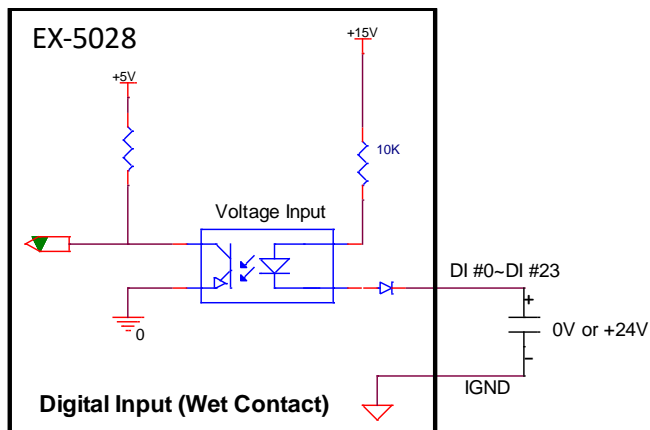 EX-5028
+15V
+5V
10K
Voltage Input
DI #0~DI #23
+
0V or +24V
-
0
IGND
Digital Input (Wet Contact)